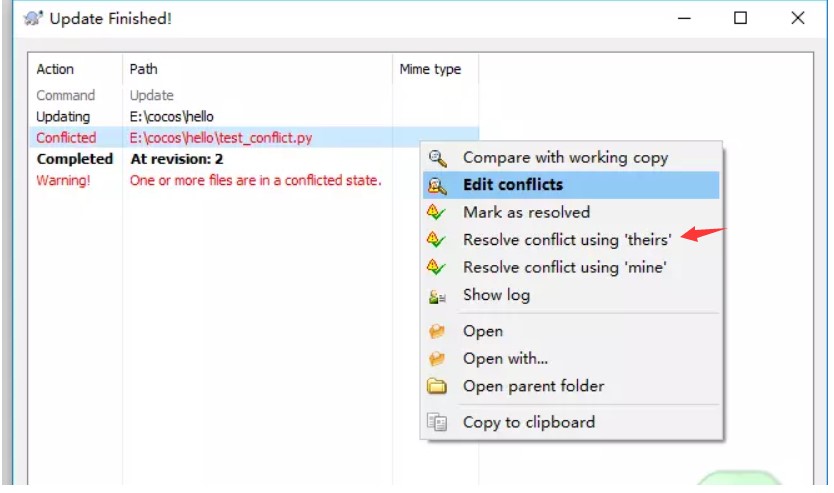 Update Finished!
Action Path Mime type
Command Update
Updating E:\cocos\hello
Conflicted E:\cocos\hello\test_conflict.py
Completed At revision: 2
Warning! One or more files are in a conflicted state.
Compare with working copy
Edit conflicts
Mark as resolved
Resolve conflict using 'theirs'
Resolve conflict using 'mine'
Show log
Open
Open with...
Open parent folder
Copy to clipboard